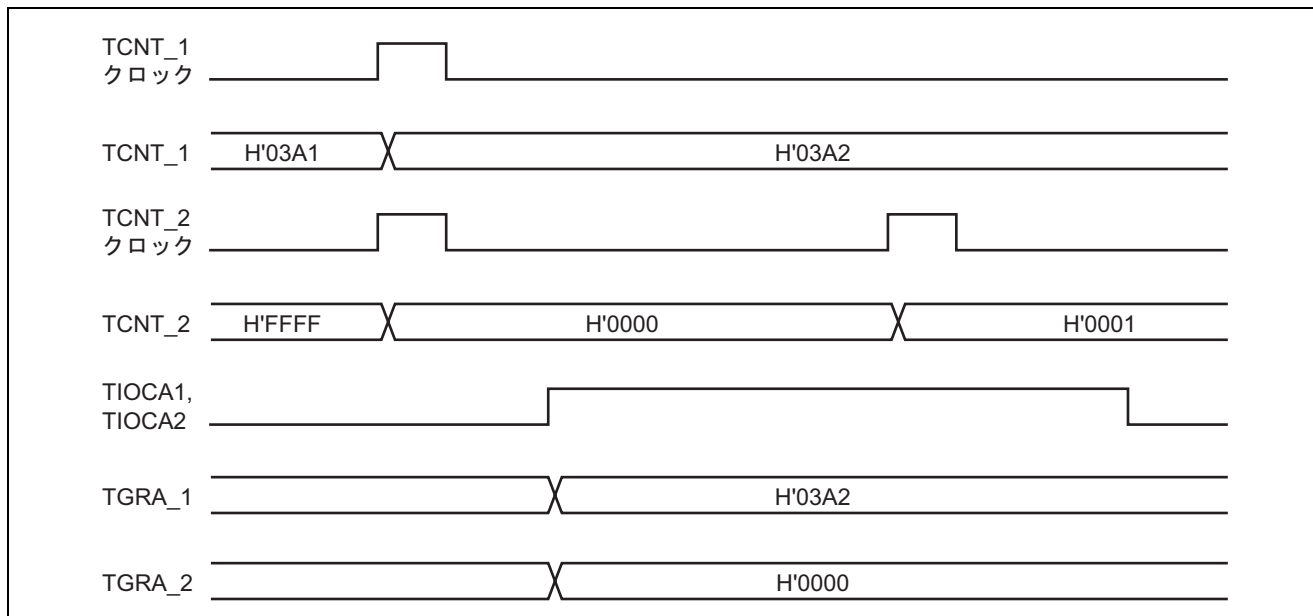 TCNT_1
クロック
TCNT_1 H'03A1 H'03A2
TCNT_2
クロック
TCNT_2 H'FFFF H'0000 H'0001
TIOCA1,
TIOCA2
TGRA_1 H'03A2
TGRA_2 H'0000